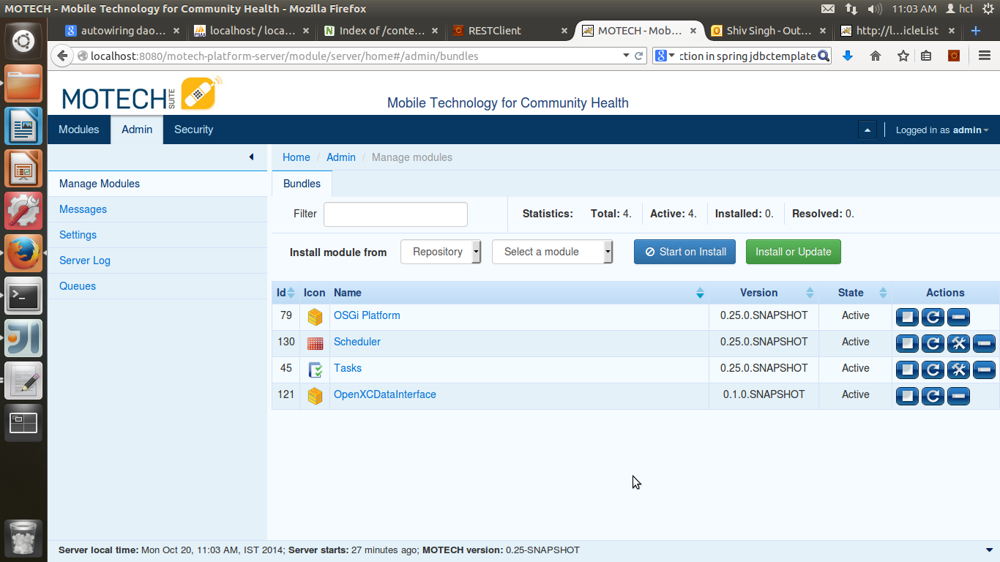 MOTECH - Mobile Technology for Community Health - Mozilla Firefox
11:03 AM hcl
autowiring dao...
localhost / loca...
Index of /conte...
RESTClient
MOTECH - Mob...
Shiv Singh - Out...
http://l...icleList
localhost:8080/motech-platform-server/module/server/home#/admin/bundles
ction in spring jdbctemplate
MOTECH SUITE
Mobile Technology for Community Health
Modules Admin Security
Logged in as admin
Home / Admin / Manage modules
Manage Modules
Messages
Settings
Server Log
Queues
Bundles
Filter
Statistics: Total: 4. Active: 4. Installed: 0. Resolved: 0.
Install module from Repository Select a module Start on Install Install or Update
Id Icon Name Version State Actions
79 OSGi Platform 0.25.0.SNAPSHOT Active
130 Scheduler 0.25.0.SNAPSHOT Active
45 Tasks 0.25.0.SNAPSHOT Active
121 OpenXCDataInterface 0.1.0.SNAPSHOT Active
Server local time: Mon Oct 20, 11:03 AM, IST 2014; Server starts: 27 minutes ago; MOTECH version: 0.25-SNAPSHOT